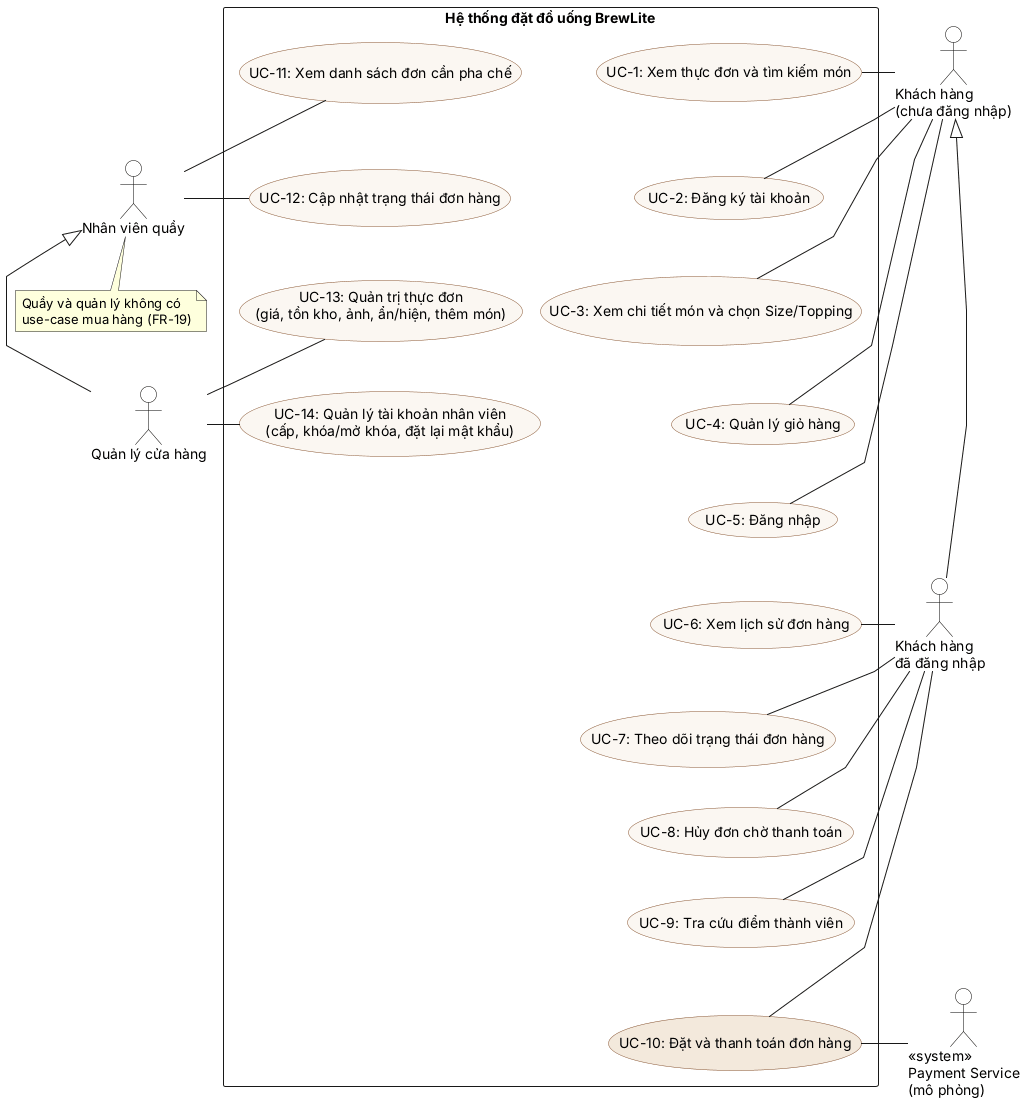 Hệ thống đặt đồ uống BrewLite
UC-11: Xem danh sách đơn cần pha chế
UC-1: Xem thực đơn và tìm kiếm món
Khách hàng
(chưa đăng nhập)
Nhân viên quầy
UC-12: Cập nhật trạng thái đơn hàng
UC-2: Đăng ký tài khoản
Quầy và quản lý không có
use-case mua hàng (FR-19)
UC-13: Quản trị thực đơn
(giá, tồn kho, ảnh, ẩn/hiện, thêm món)
UC-3: Xem chi tiết món và chọn Size/Topping
Quản lý cửa hàng
UC-14: Quản lý tài khoản nhân viên
(cấp, khóa/mở khóa, đặt lại mật khẩu)
UC-4: Quản lý giỏ hàng
UC-5: Đăng nhập
UC-6: Xem lịch sử đơn hàng
Khách hàng
đã đăng nhập
UC-7: Theo dõi trạng thái đơn hàng
UC-8: Hủy đơn chờ thanh toán
UC-9: Tra cứu điểm thành viên
UC-10: Đặt và thanh toán đơn hàng
«system»
Payment Service
(mô phỏng)